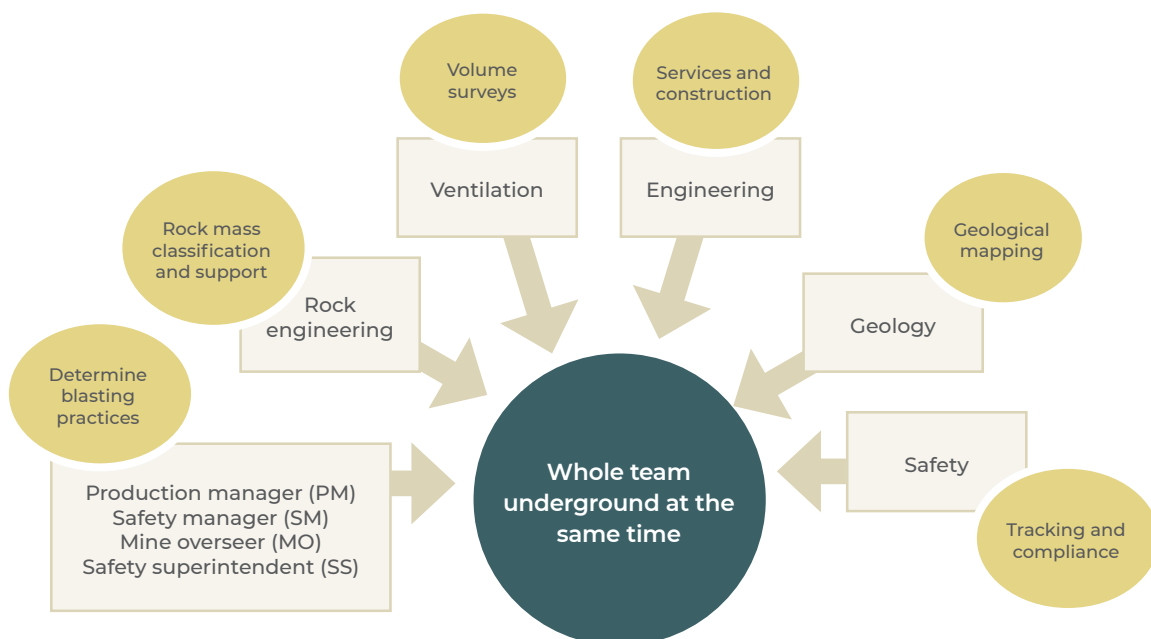 Volume
surveys
Ventilation
Services and
construction
Engineering
Rock mass
classification
and support
Rock
engineering
Geological
mapping
Geology
Determine
blasting
practices
Production manager (PM)
Safety manager (SM)
Mine overseer (MO)
Safety superintendent (SS)
Whole team
underground at the
same time
Safety
Tracking and
compliance